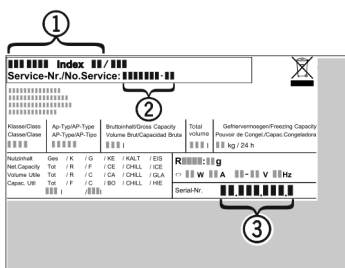 1
Index /
Service-Nr./No.Service: -
2
Klasse/Class
Classe/Clase
Ap-Typ/AP-Type
AP-Type/AP-Tipo
Bruttoinhalt/Gross Capacity
Volume Brut/Capacidad Bruta
l
Total
volume
l
Gefriervermoegen/Freezing Capacity
Pouvoir de Congel./Capac.Congeladora
kg / 24 h
Nutzinhalt Ges / K / G / KE / KALT / EIS
Net.Capacity Tot / R / F / CE / CHILL / ICE
Volume Utile Tot / R / C / CA / CHILL / GLA
Capac. Util Tot / F / C / BO / CHILL / HIE
l / l
R : g
W A - V Hz
Serial-Nr.
3